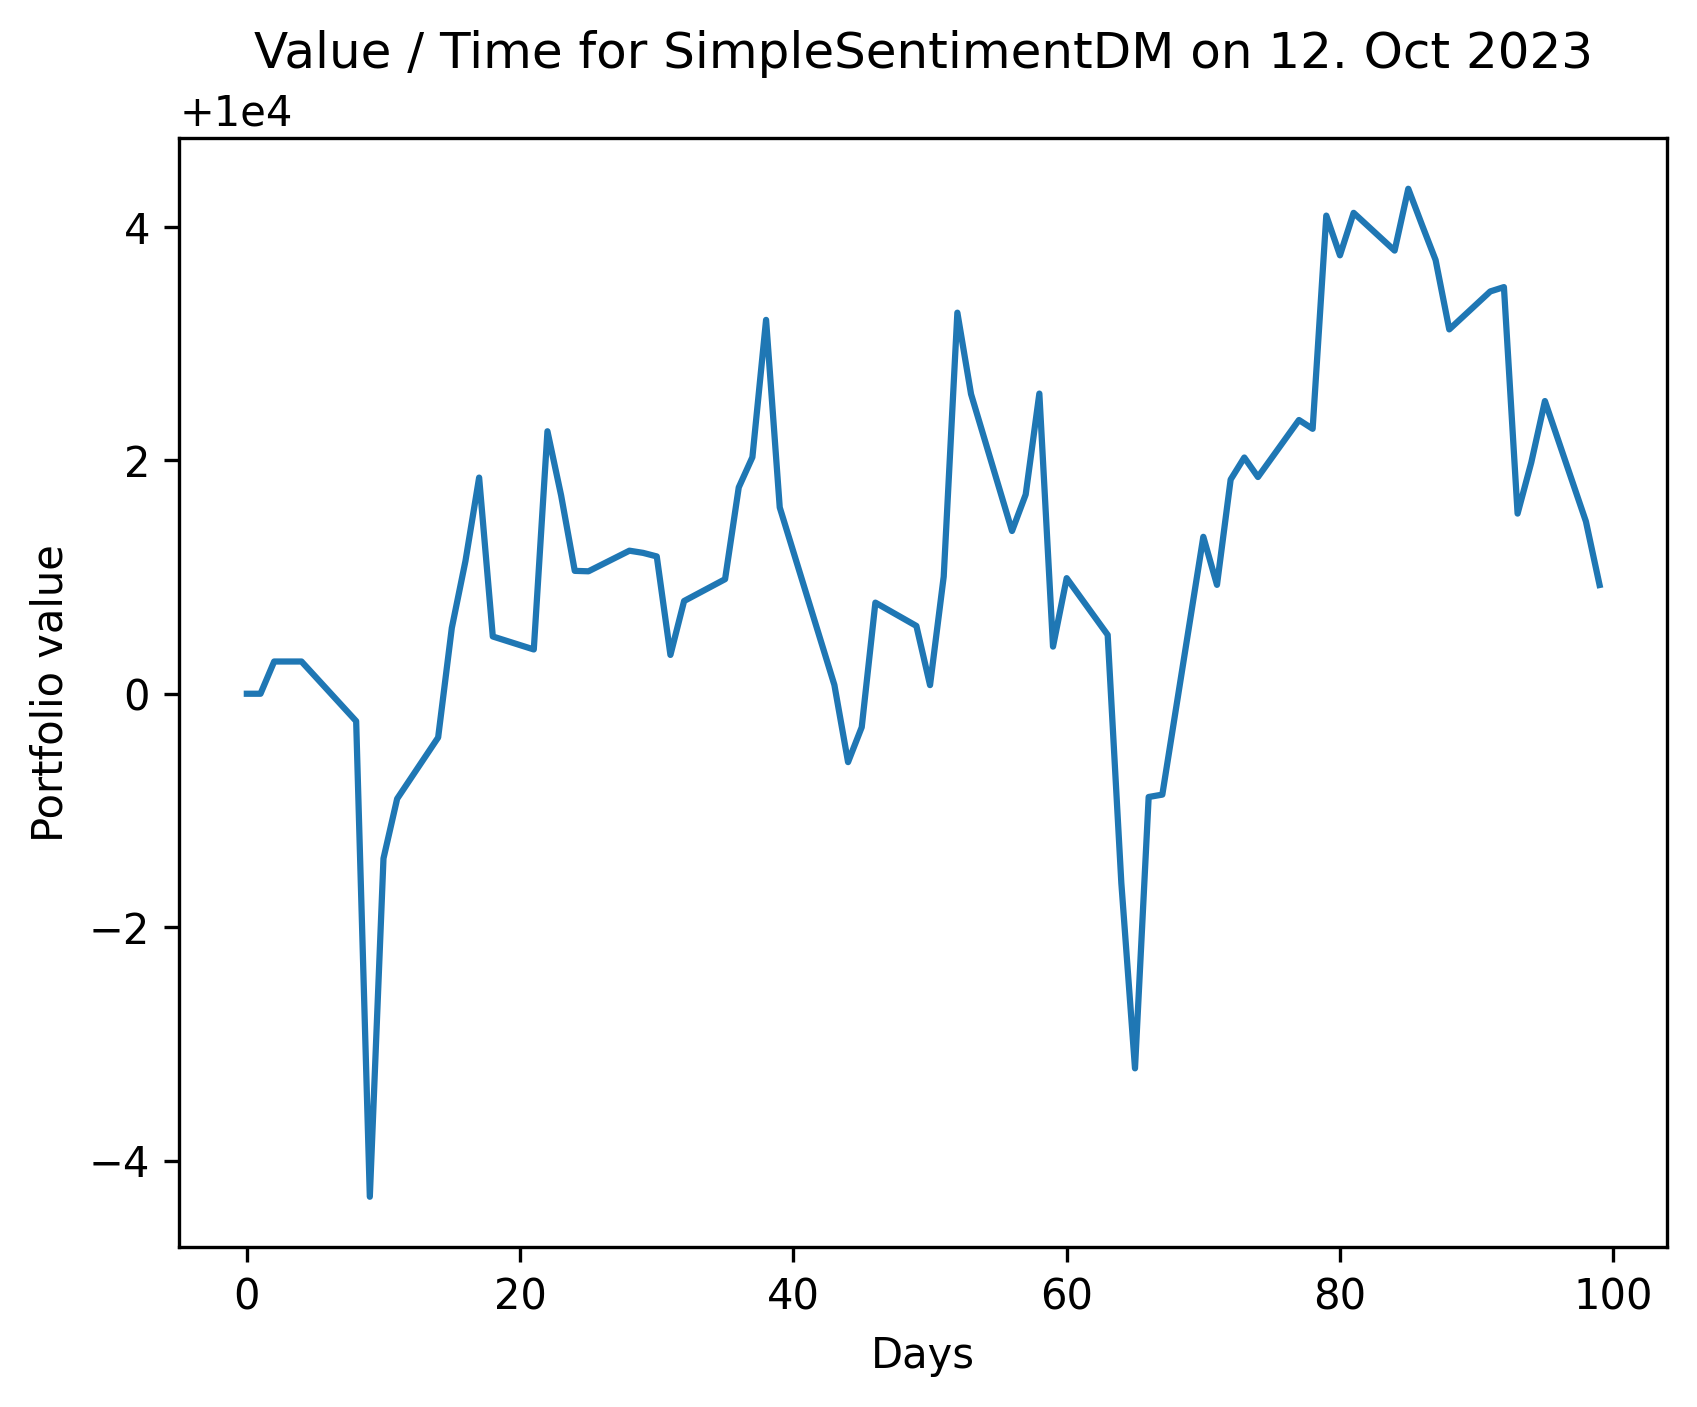 Value / Time for SimpleSentimentDM on 12. Oct 2023
+1e4
4
2
0
−2
−4
Portfolio value
0 20 40 60 80 100
Days